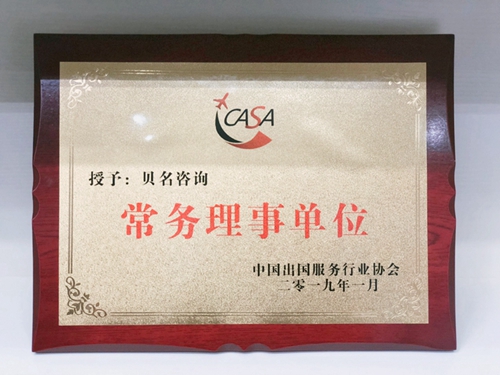 CASA
授予：贝名咨询
常务理事单位
中国出国服务行业协会
二零一九年一月